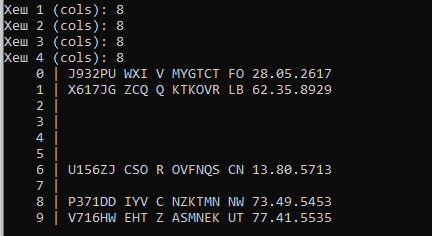 Хеш 1 (cols): 8
Хеш 2 (cols): 8
Хеш 3 (cols): 8
Хеш 4 (cols): 8
0 | J932PU WXI V MYGTCT FO 28.05.2617
1 | X617JG ZCQ Q KTKOVR LB 62.35.8929
2 |
3 |
4 |
5 |
6 | U156ZJ CSO R OVFNQS CN 13.80.5713
7 |
8 | P371DD IYV C NZKTMN NW 73.49.5453
9 | V716HW EHT Z ASMNEK UT 77.41.5535